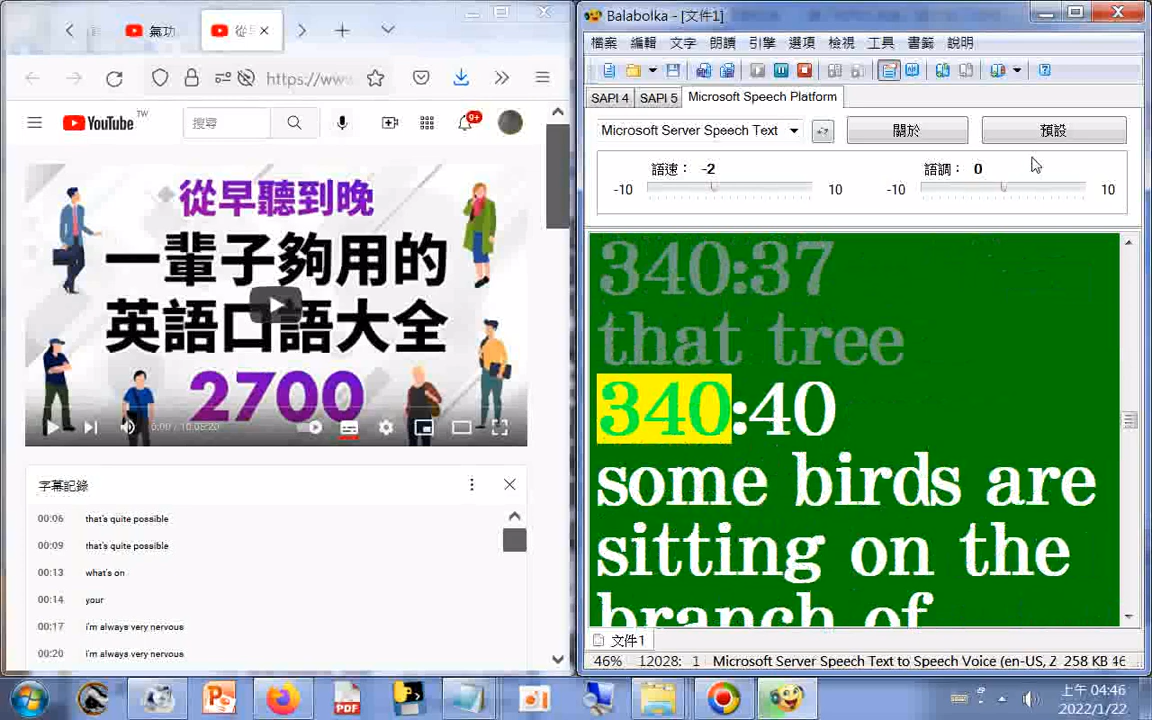 氣功
從
https://www
YouTube TW
搜尋
9+
從早聽到晚
一輩子夠用的
英語口語大全
2700
0:00 / 10:05:20
字幕記錄
00:06 that's quite possible
00:09 that's quite possible
00:13 what's on
00:14 your
00:17 i'm always very nervous
00:20 i'm always very nervous
Balabolka - [文件1]
檔案 編輯 文字 朗讀 引擎 選項 檢視 工具 書籤 說明
SAPI 4 SAPI 5 Microsoft Speech Platform
Microsoft Server Speech Text
關於
預設
語速： -2
-10 10
語調： 0
-10 10
340:37
that tree
340:40
some birds are
sitting on the
branch of
文件1
46% 12028: 1 Microsoft Server Speech Text to Speech Voice (en-US, Z 258 KB 46
PDF
上午 04:46
2022/1/22